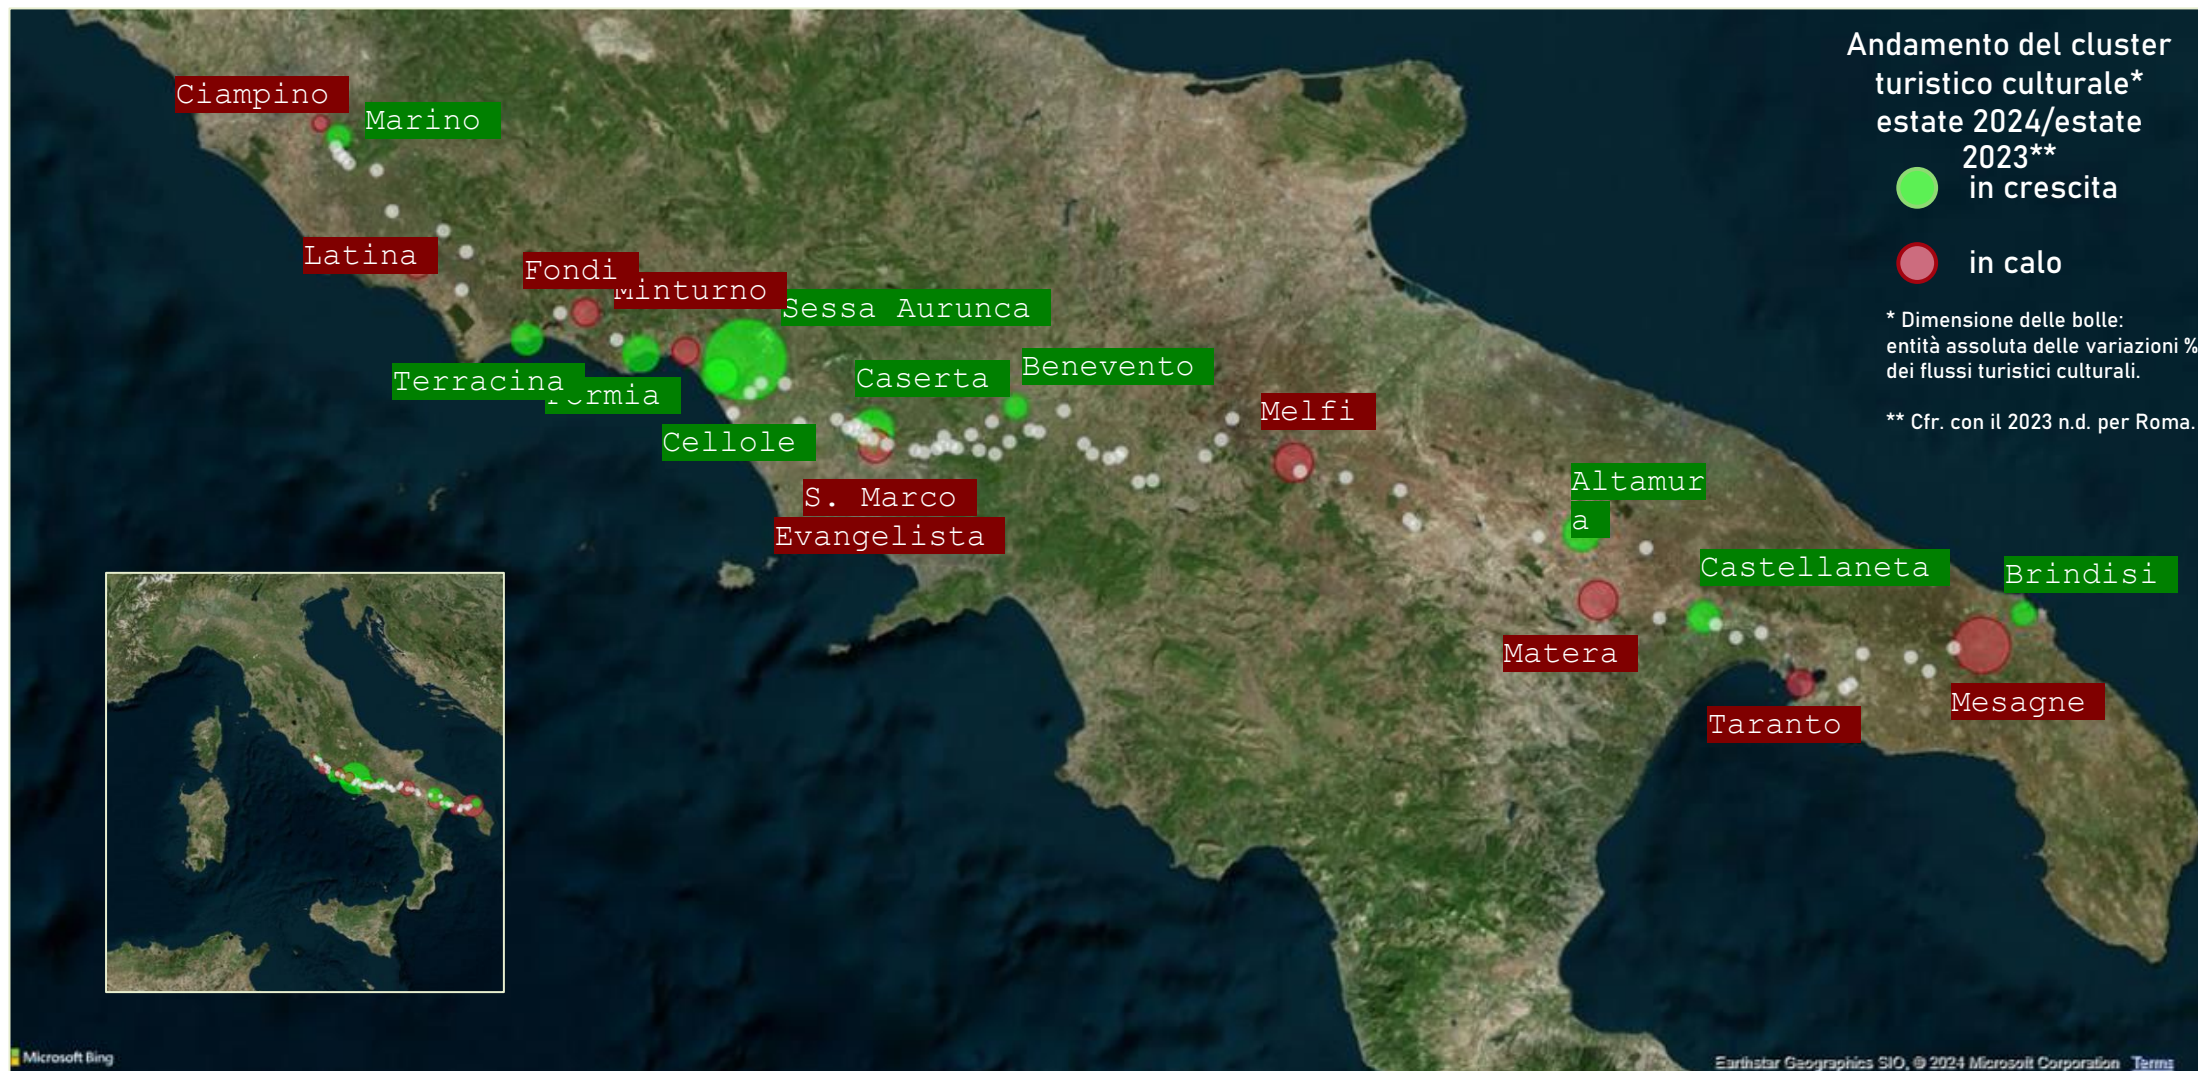 Andamento del cluster
turistico culturale*
estate 2024/estate
2023**
in crescita
in calo
* Dimensione delle bolle:
entità assoluta delle variazioni %
dei flussi turistici culturali.
** Cfr. con il 2023 n.d. per Roma.
Ciampino
Marino
Latina
Fondi
Minturno
Sessa Aurunca
Terracina
Formia
Cellole
Caserta
Benevento
S. Marco
Evangelista
Melfi
Altamur
a
Castellaneta
Brindisi
Matera
Taranto
Mesagne
Microsoft Bing
Earthstar Geographics SIO, © 2024 Microsoft Corporation Terms